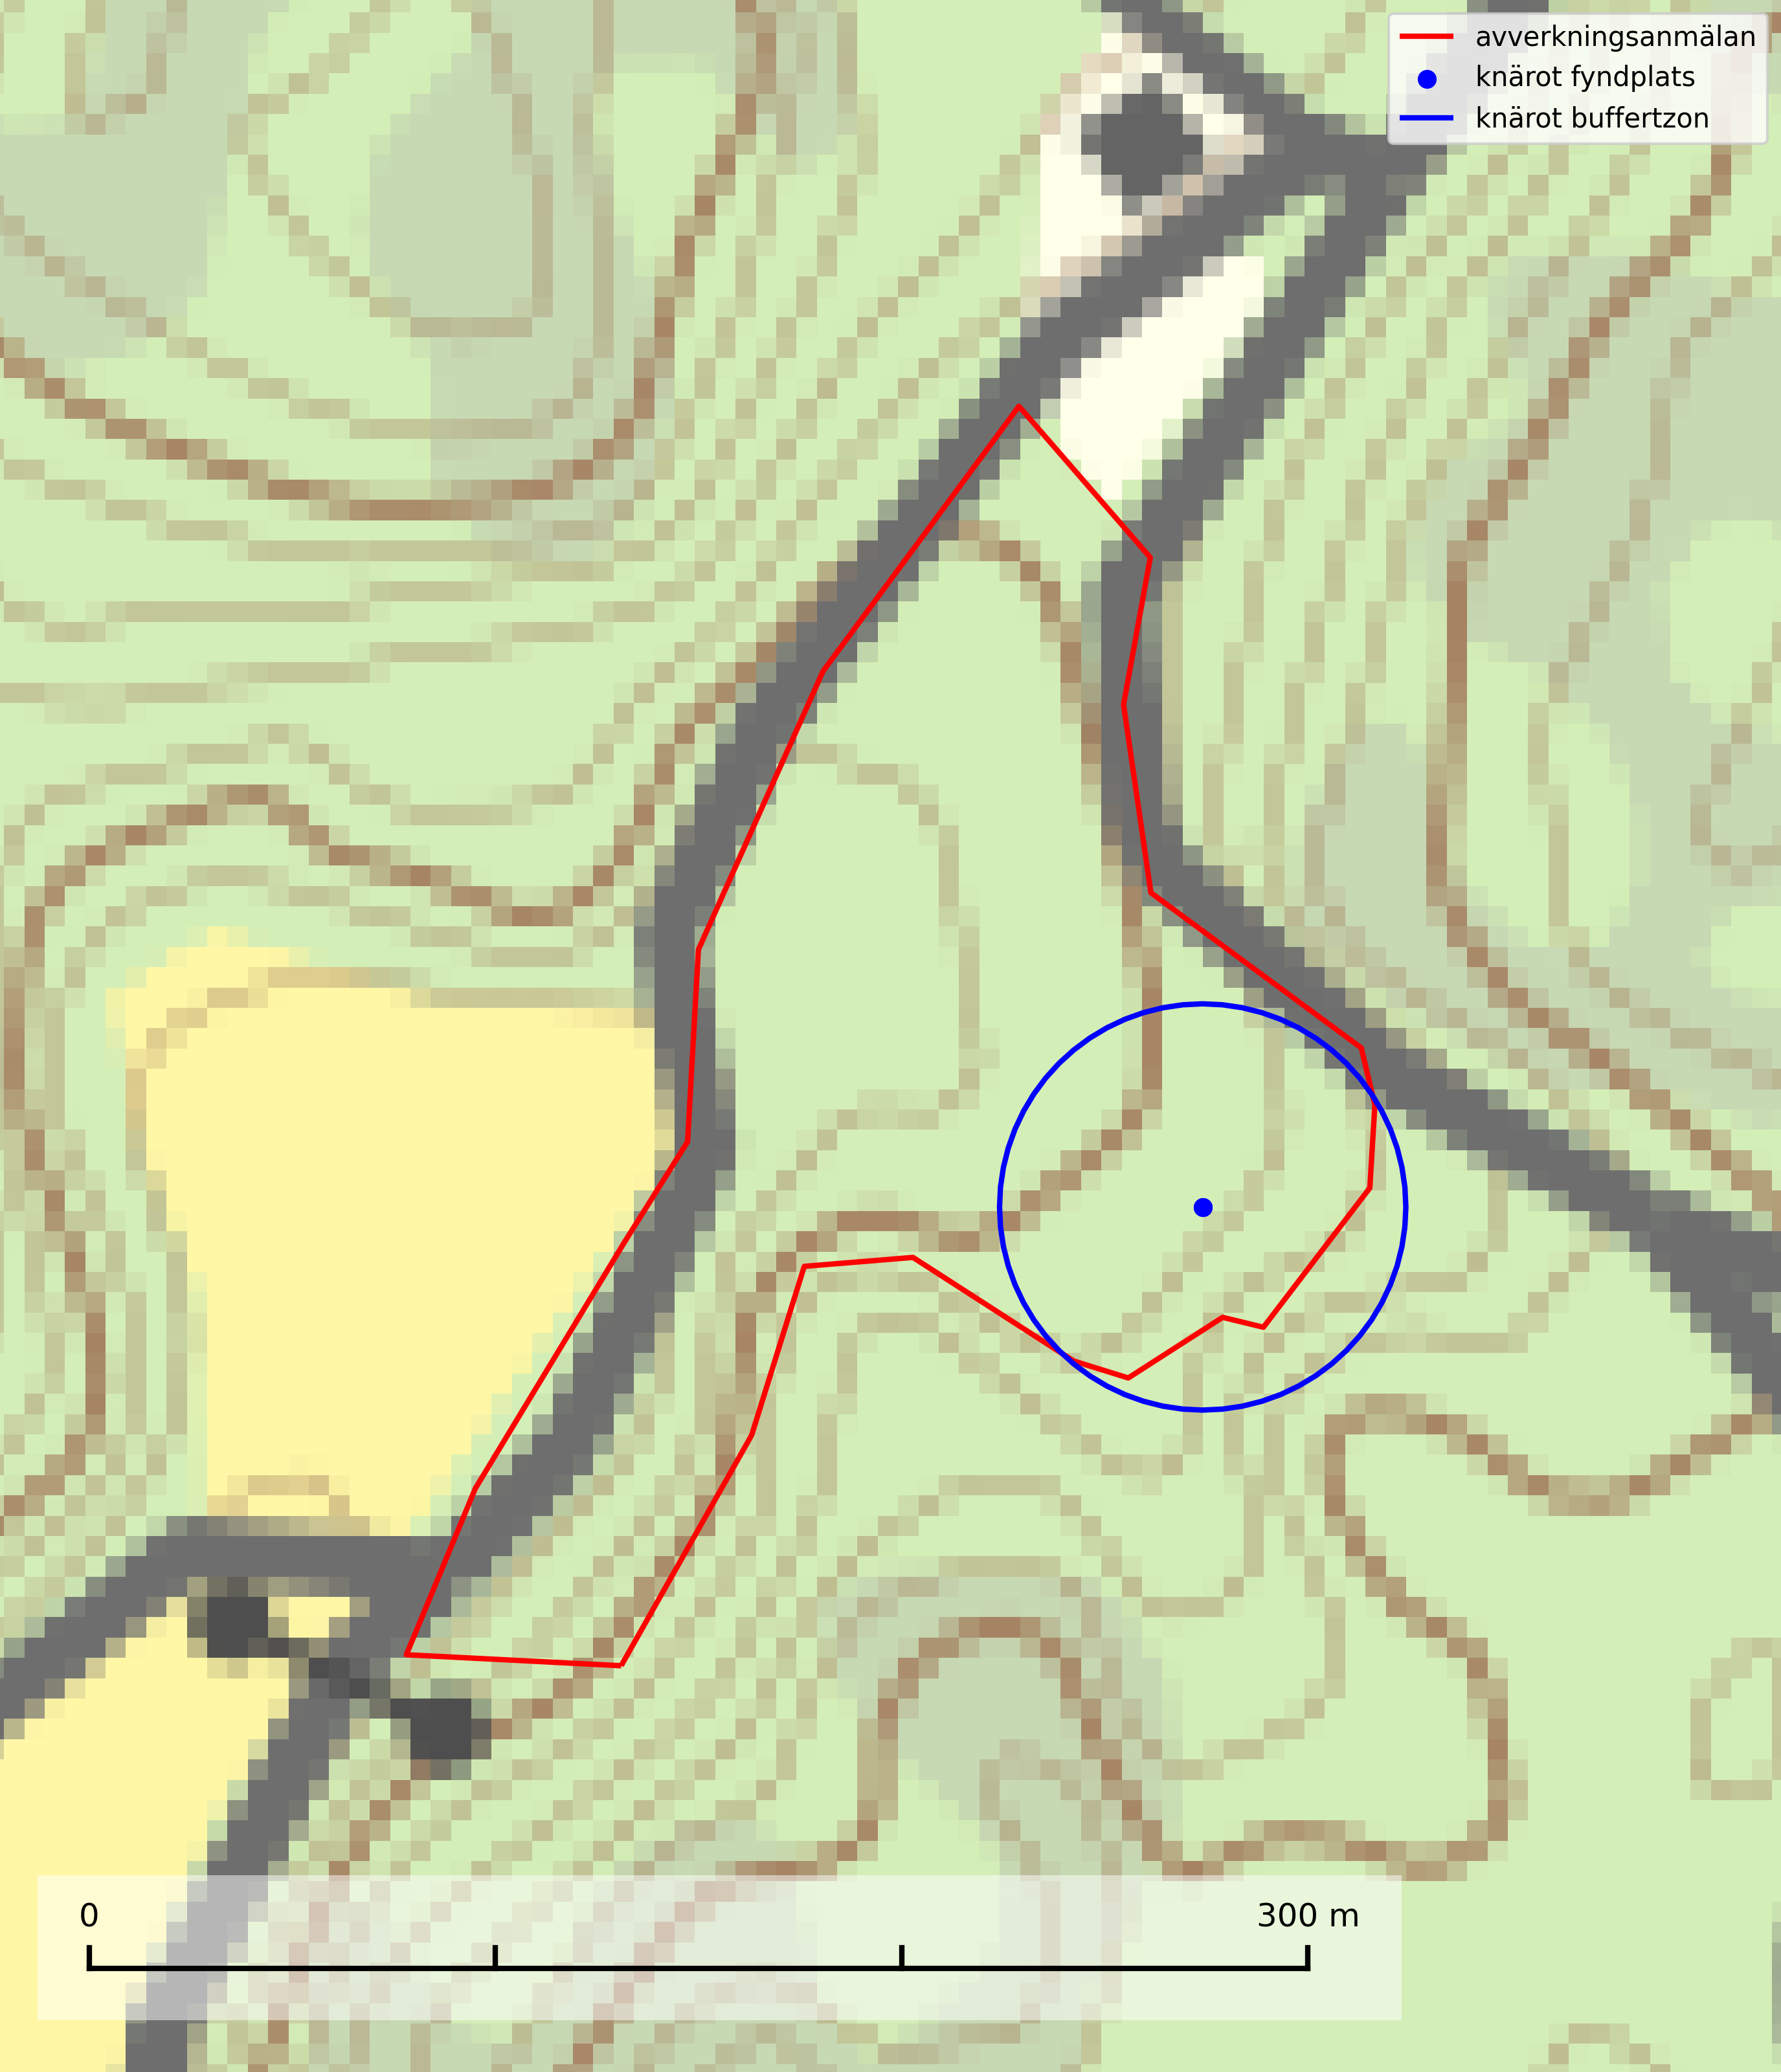 avverkningsanmälan
knärot fyndplats
knärot buffertzon
0 300 m